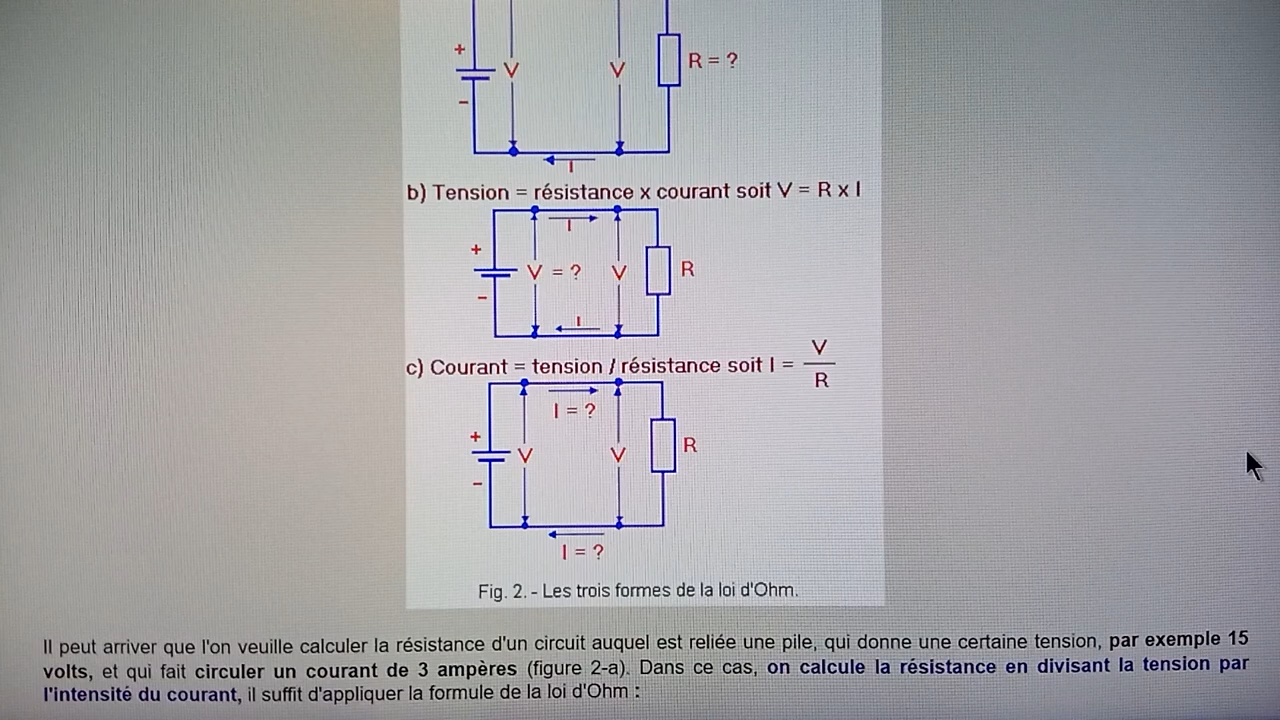 +
V
V
R = ?
−
I
b) Tension = résistance x courant soit V = R x I
I
+
V = ?
V
R
−
I
c) Courant = tension / résistance soit I = V
R
I = ?
+
V
V
R
−
I = ?
Fig. 2. - Les trois formes de la loi d'Ohm.
Il peut arriver que l'on veuille calculer la résistance d'un circuit auquel est reliée une pile, qui donne une certaine tension, par exemple 15
volts, et qui fait circuler un courant de 3 ampères (figure 2-a). Dans ce cas, on calcule la résistance en divisant la tension par
l'intensité du courant, il suffit d'appliquer la formule de la loi d'Ohm :